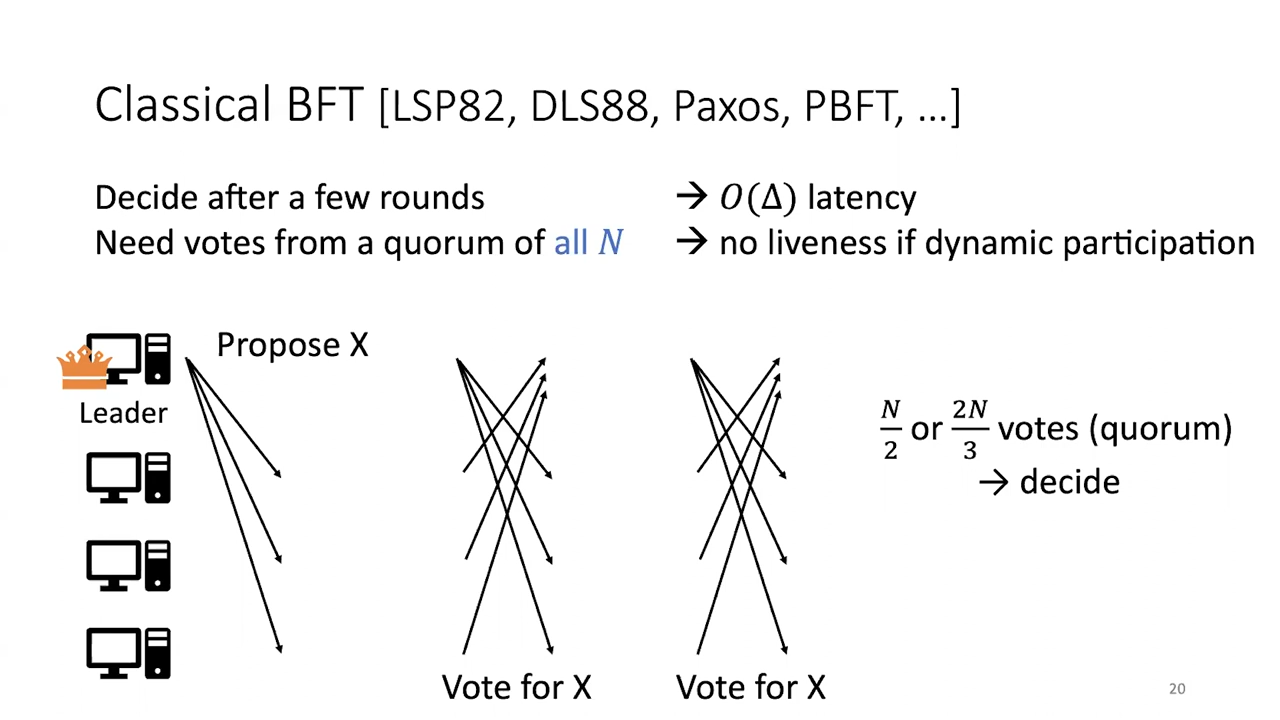 Classical BFT [LSP82, DLS88, Paxos, PBFT, ...]
Decide after a few rounds → O(Δ) latency
Need votes from a quorum of all N → no liveness if dynamic participation
Propose X
Leader
N/2 or 2N/3 votes (quorum)
→ decide
Vote for X
Vote for X
20